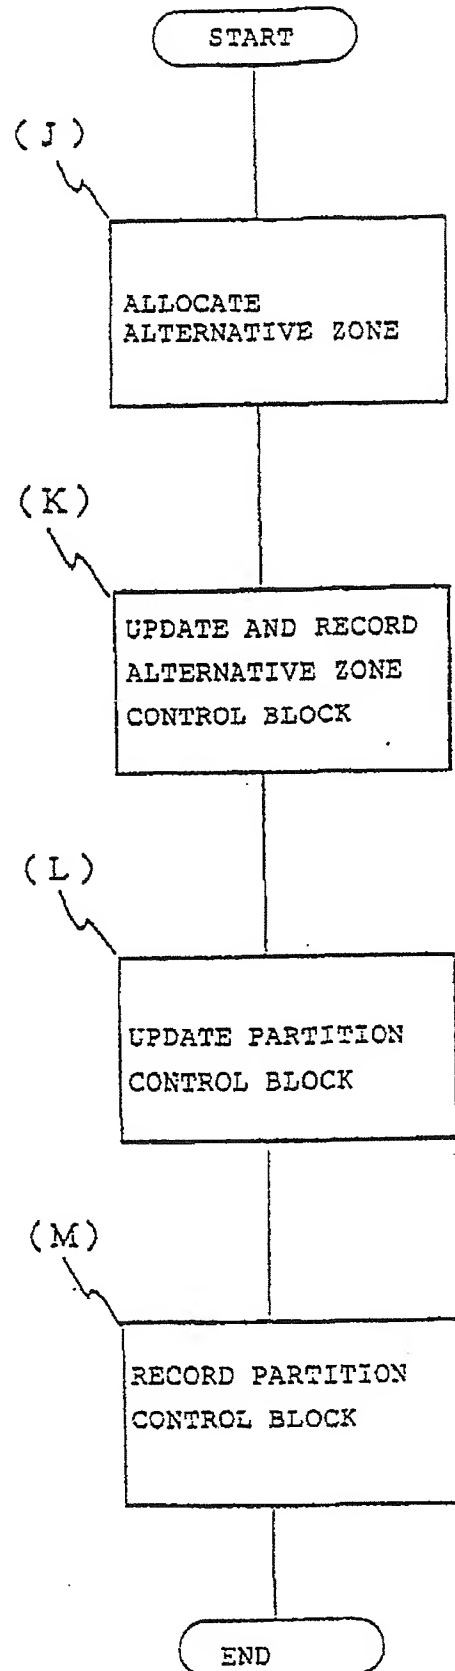 START
(J)
ALLOCATE
ALTERNATIVE ZONE
(K)
UPDATE AND RECORD
ALTERNATIVE ZONE
CONTROL BLOCK
(L)
UPDATE PARTITION
CONTROL BLOCK
(M)
RECORD PARTITION
CONTROL BLOCK
END